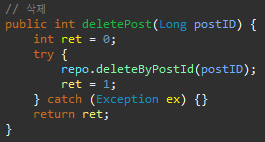 // 삭제
public int deletePost(Long postID) {
    int ret = 0;
    try {
        repo.deleteByPostId(postID);
        ret = 1;
    } catch (Exception ex) {}
    return ret;
}